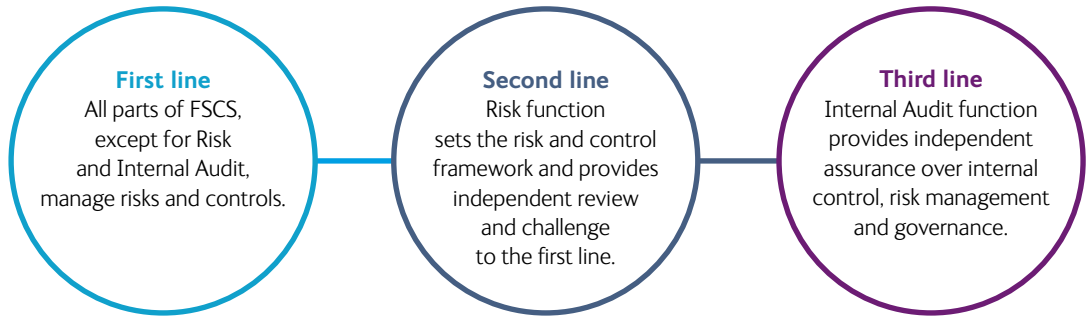 First line
All parts of FSCS,
except for Risk
and Internal Audit,
manage risks and controls.
Second line
Risk function
sets the risk and control
framework and provides
independent review
and challenge
to the first line.
Third line
Internal Audit function
provides independent
assurance over internal
control, risk management
and governance.